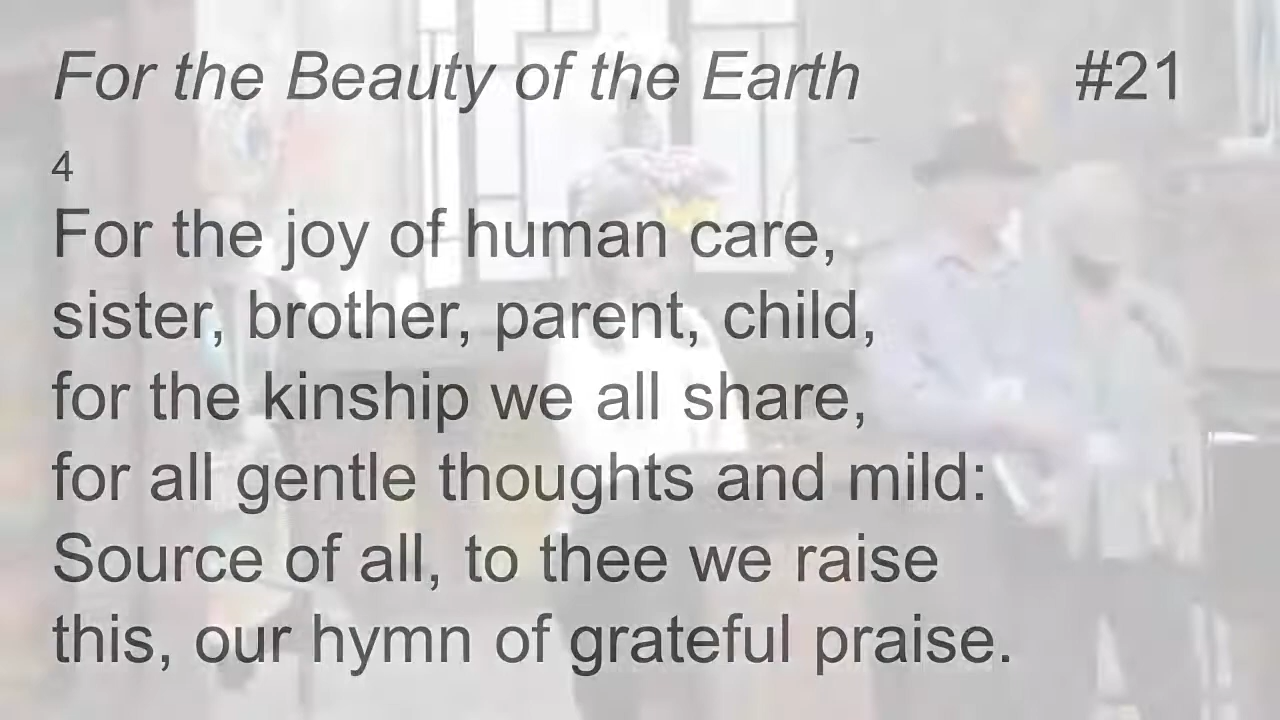 For the Beauty of the Earth #21
4
For the joy of human care,
sister, brother, parent, child,
for the kinship we all share,
for all gentle thoughts and mild:
Source of all, to thee we raise
this, our hymn of grateful praise.